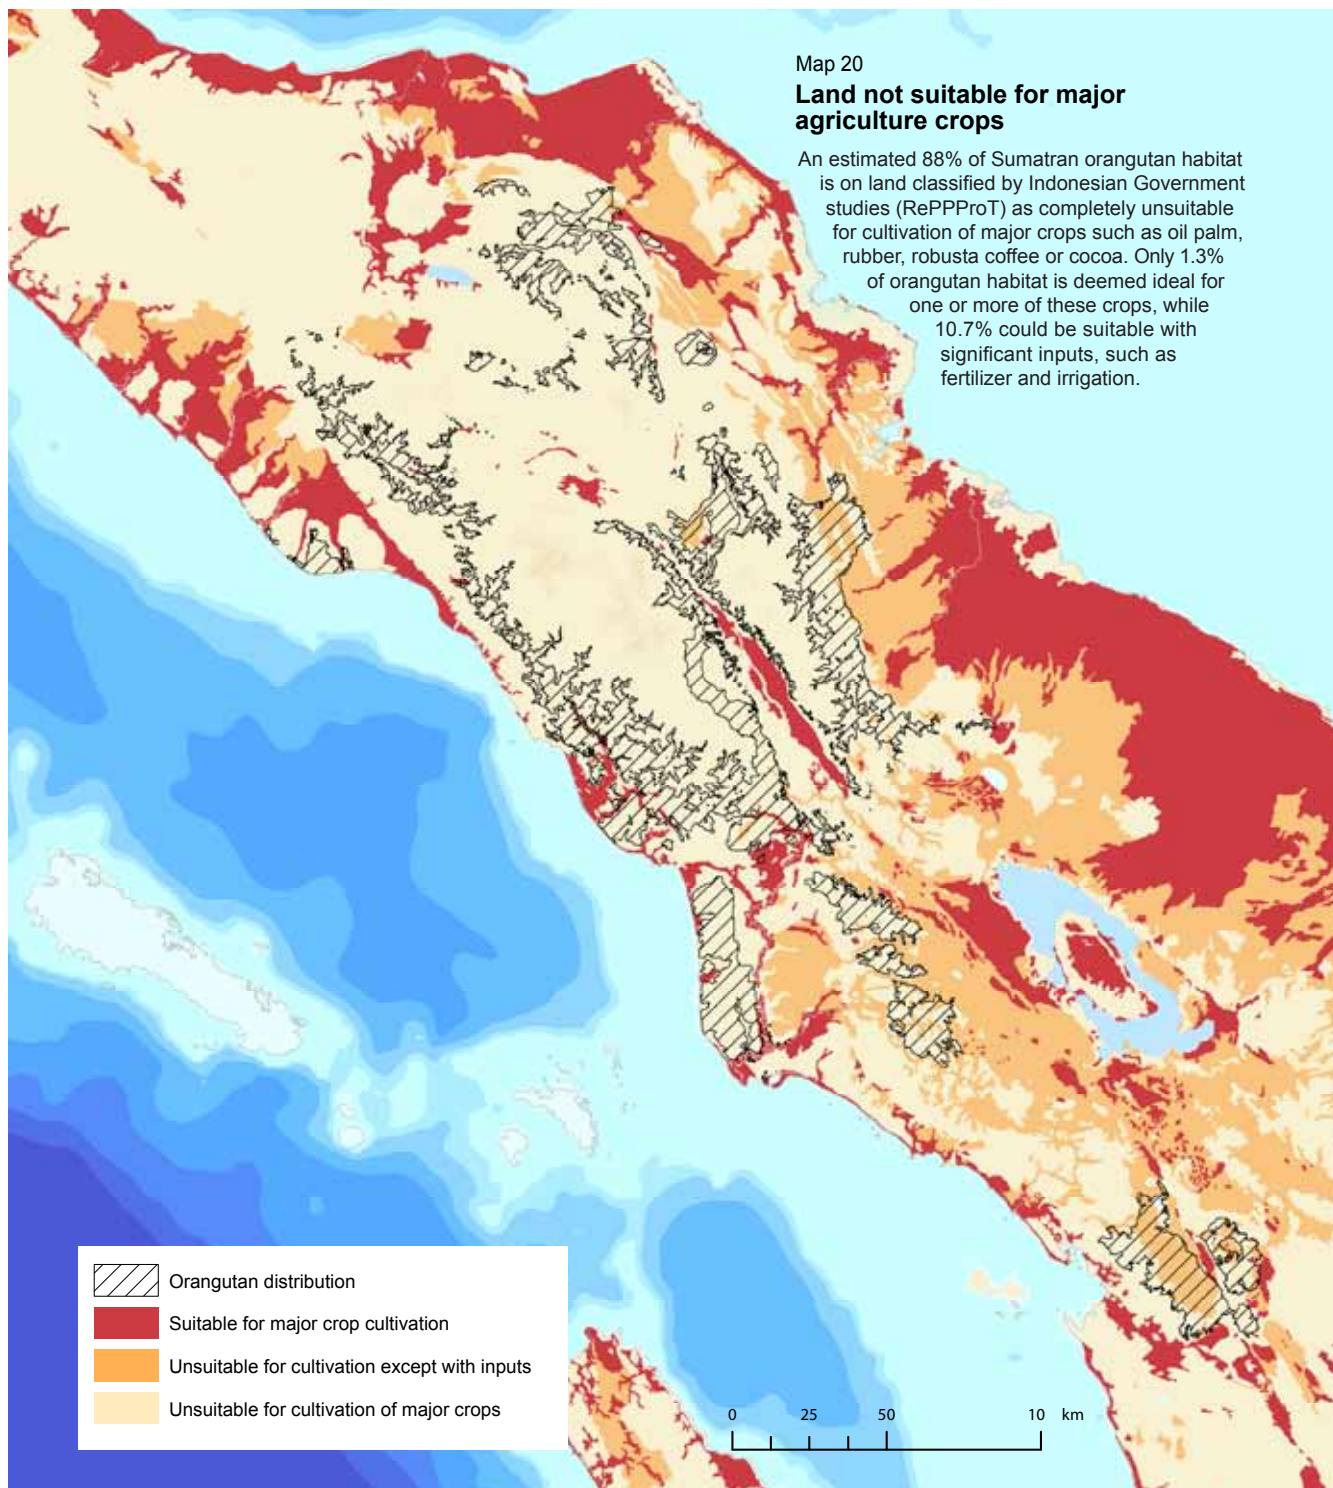 Map 20
Land not suitable for major
agriculture crops
An estimated 88% of Sumatran orangutan habitat
is on land classified by Indonesian Government
studies (RePPProT) as completely unsuitable
for cultivation of major crops such as oil palm,
rubber, robusta coffee or cocoa. Only 1.3%
of orangutan habitat is deemed ideal for
one or more of these crops, while
10.7% could be suitable with
significant inputs, such as
fertilizer and irrigation.
Orangutan distribution
Suitable for major crop cultivation
Unsuitable for cultivation except with inputs
Unsuitable for cultivation of major crops
0 25 50 10 km